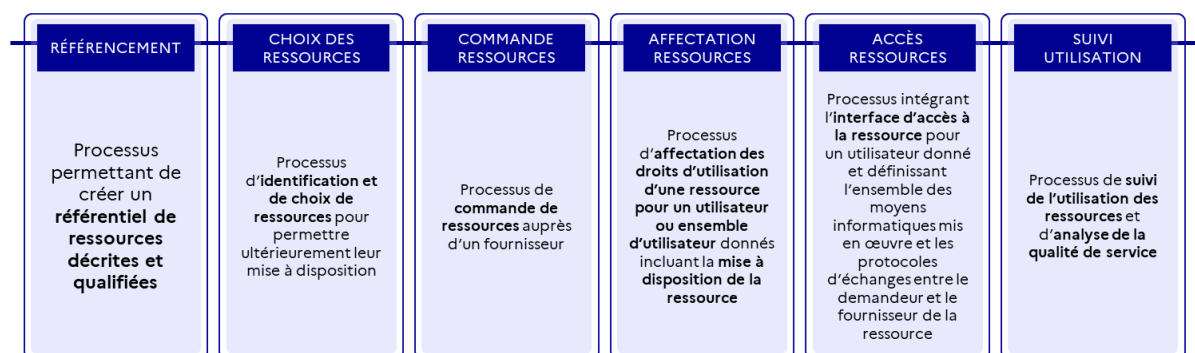 RÉFÉRENCEMENT
Processus
permettant de
créer un
référentiel de
ressources
décrites et
qualifiées
CHOIX DES
RESSOURCES
Processus
d’identification et
de choix de
ressources pour
permettre
ultérieurement leur
mise à disposition
COMMANDE
RESSOURCES
Processus de
commande de
ressources auprès
d’un fournisseur
AFFECTATION
RESSOURCES
Processus
d’affectation des
droits d’utilisation
d’une ressource
pour un utilisateur
ou ensemble
d’utilisateur donnés
incluant la mise à
disposition de la
ressource
ACCÈS
RESSOURCES
Processus intégrant
l’interface d’accès à
la ressource pour
un utilisateur donné
et définissant
l’ensemble des
moyens
informatiques mis
en œuvre et les
protocoles
d’échanges entre le
demandeur et le
fournisseur de la
ressource
SUIVI
UTILISATION
Processus de suivi
de l’utilisation des
ressources et
d’analyse de la
qualité de service